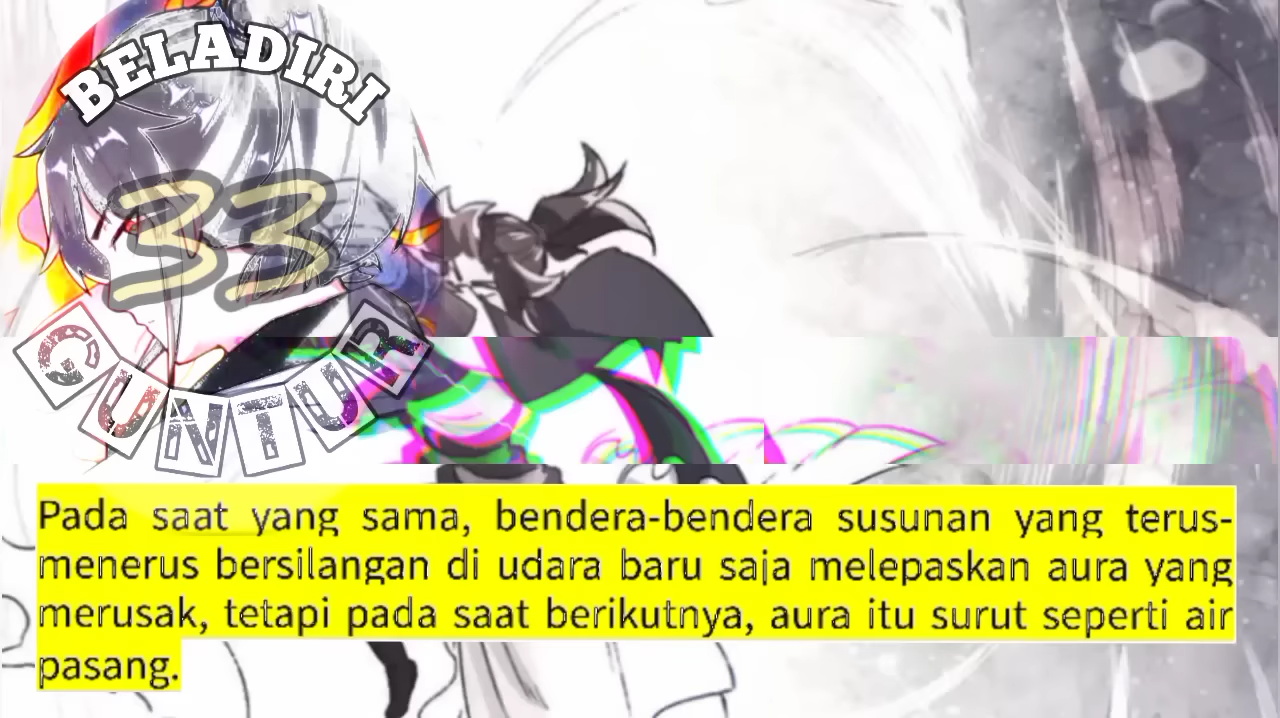 BELADIRI
33
GUNTUR
Pada saat yang sama, bendera-bendera susunan yang terus-
menerus bersilangan di udara baru saja melepaskan aura yang
merusak, tetapi pada saat berikutnya, aura itu surut seperti air
pasang.